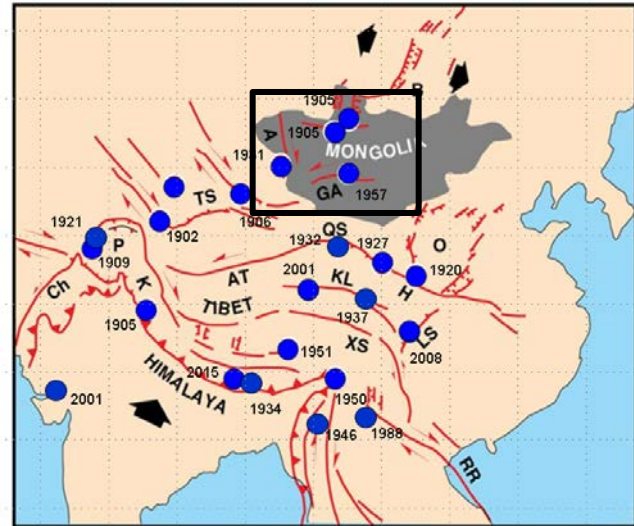 B
1905
A
1905
MONGOLIA
1931
GA
1957
TS
1906
1902
1921
P
1909
QS
1932
1927
O
1920
Ch
K
AT
2001
KL
H
1905
TIBET
1937
LS
2008
XS
1951
HIMALAYA
2015
1934
1950
2001
1946
1988
RR